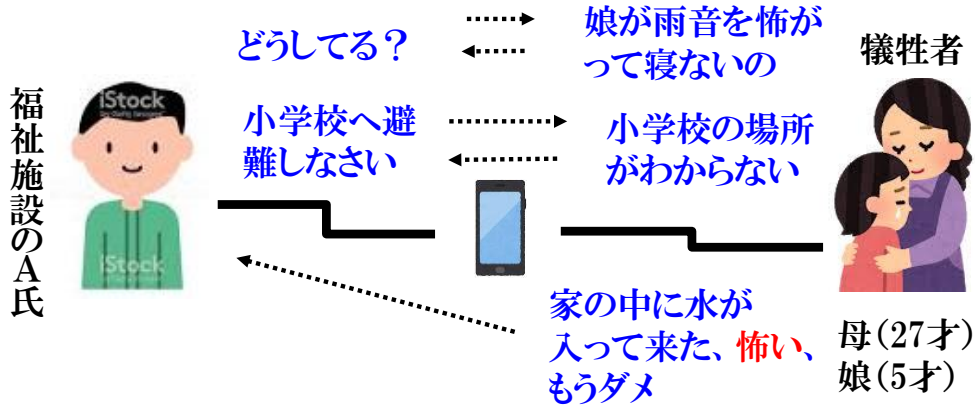 どうしてる？
娘が雨音を怖が
って寝ないの
犠牲者
福祉施設のA氏
iStock
小学校へ避
難しなさい
小学校の場所
がわからない
iStock
家の中に水が
入って来た、怖い、
もうダメ
母(27才)
娘(5才)